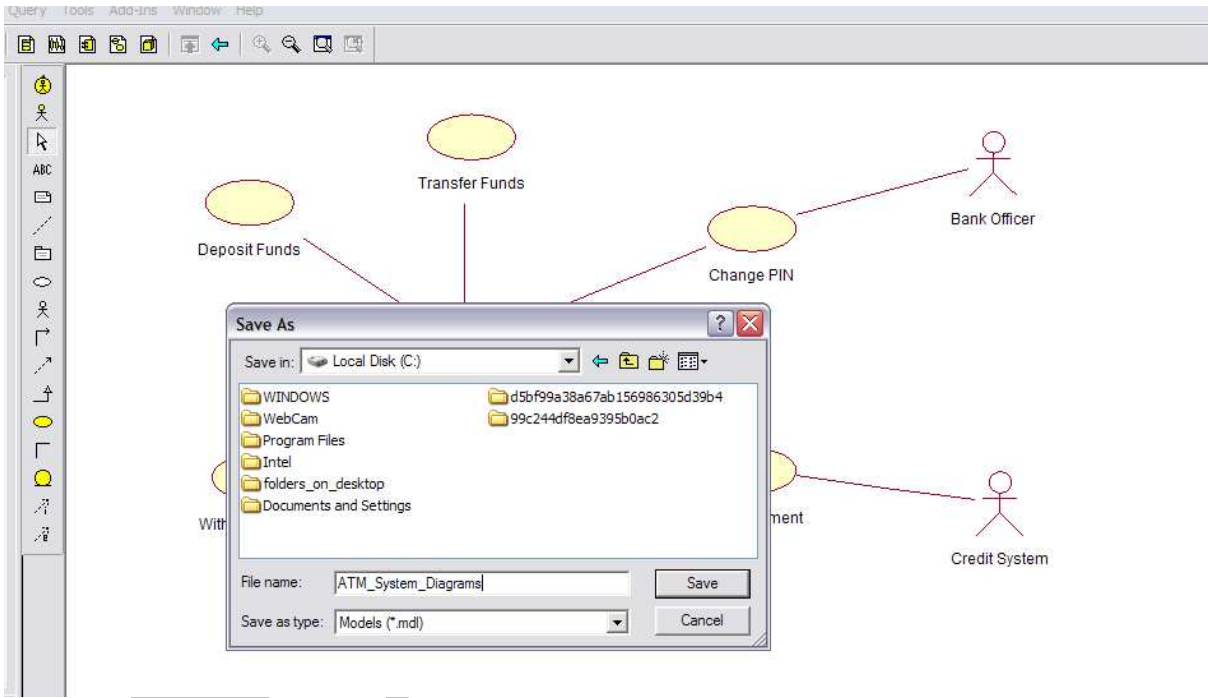 Query Tools Add-Ins Window Help
ABC
Transfer Funds
Bank Officer
Deposit Funds
Change PIN
Save As
Save in: Local Disk (C:)
WINDOWS
WebCam
Program Files
Intel
folders_on_desktop
Documents and Settings
d5bf99a38a67ab156986305d39b4
99c244df8ea9395b0ac2
With
ment
Credit System
File name: ATM_System_Diagrams
Save
Save as type: Models (*.mdl)
Cancel